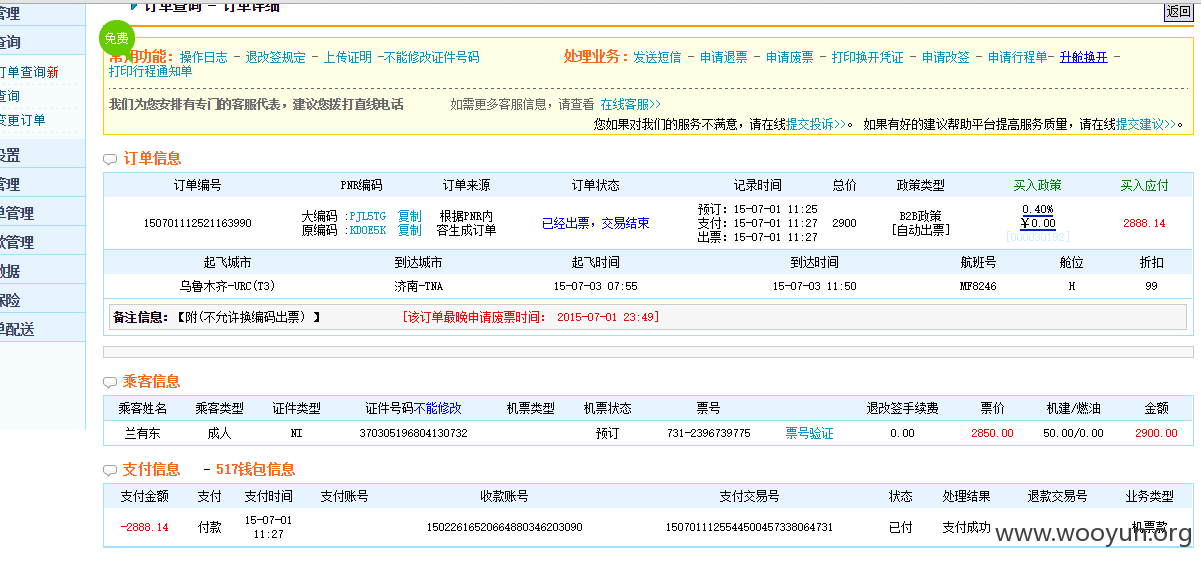 订单查询 - 订单详细
返回
管理
查询
订单查询新
查询
变更订单
设置
管理
单管理
款管理
数据
保险
单配送
免费
常用功能: 操作日志 - 退改签规定 - 上传证明 -不能修改证件号码
打印行程通知单
处理业务: 发送短信 - 申请退票 - 申请废票 - 打印换开凭证 - 申请改签 - 申请行程单- 升舱换开 -
我们为您安排有专门的客服代表,建议您拨打直线电话 如需更多客服信息,请查看 在线客服>>
您如果对我们的服务不满意,请在线提交投诉>>。 如果有好的建议帮助平台提高服务质量,请在线提交建议>>。
订单信息
订单编号 PNR编码 订单来源 订单状态 记录时间 总价 政策类型 买入政策 买入应付
150701112521163990
大编码 :PJL5TG 复制
原编码 :KDOE5K 复制
根据PNR内
容生成订单
已经出票,交易结束
预订: 15-07-01 11:25
支付: 15-07-01 11:27
出票: 15-07-01 11:27
2900
B2B政策
[自动出票]
0.40%
¥0.00
[000030192]
2888.14
起飞城市 到达城市 起飞时间 到达时间 航班号 舱位 折扣
乌鲁木齐-URC(T3) 济南-TNA 15-07-03 07:55 15-07-03 11:50 MF8246 H 99
备注信息:【附(不允许换编码出票) 】 [该订单最晚申请废票时间: 2015-07-01 23:49]
乘客信息
乘客姓名 乘客类型 证件类型 证件号码不能修改 机票类型 机票状态 票号 退改签手续费 票价 机建/燃油 金额
兰有东 成人 NI 370305196804130732 预订 731-2396739775 票号验证 0.00 2850.00 50.00/0.00 2900.00
支付信息 - 517钱包信息
支付金额 支付 支付时间 支付账号 收款账号 支付交易号 状态 处理结果 退款交易号 业务类型
-2888.14 付款
15-07-01
11:27
15022616520664880346203090 1507011125544500457338064731 已付 支付成功 机票款
www.wooyun.org